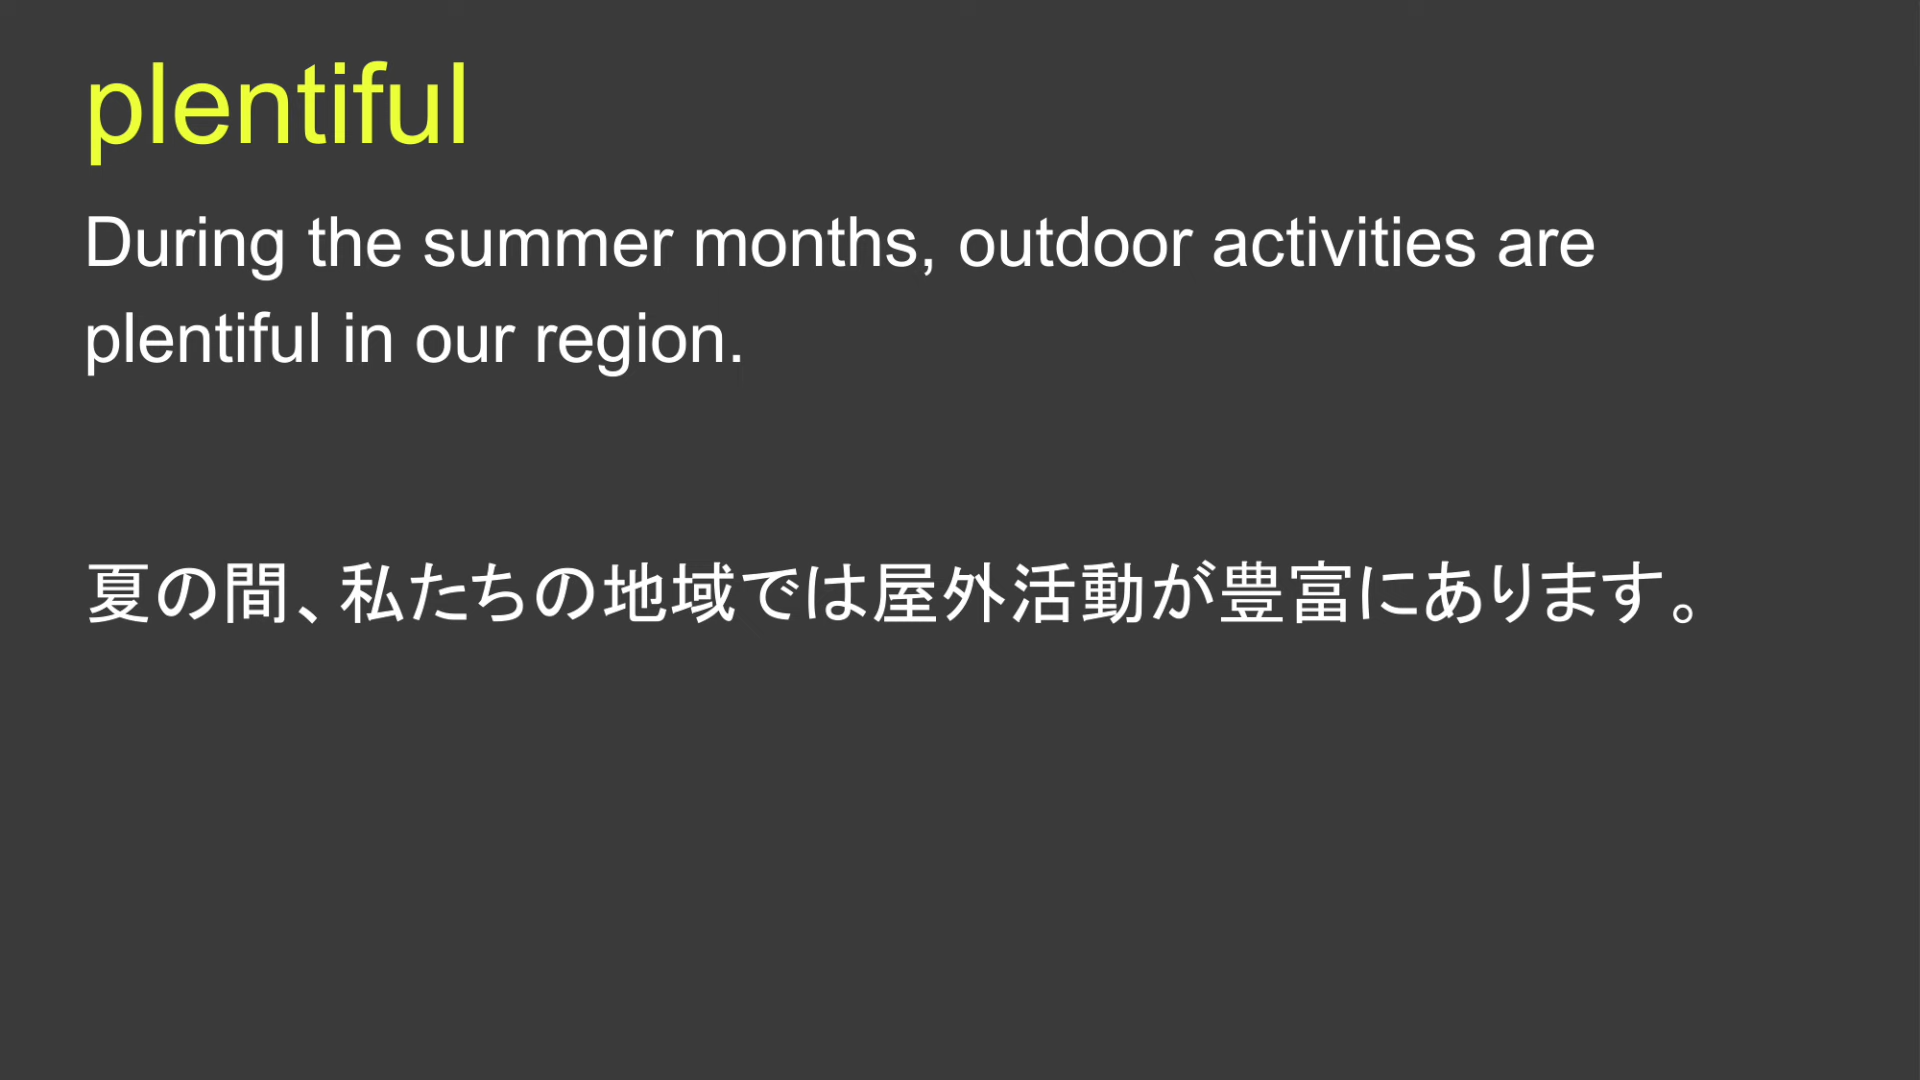 plentiful
During the summer months, outdoor activities are
plentiful in our region.
夏の間、私たちの地域では屋外活動が豊富にあります。